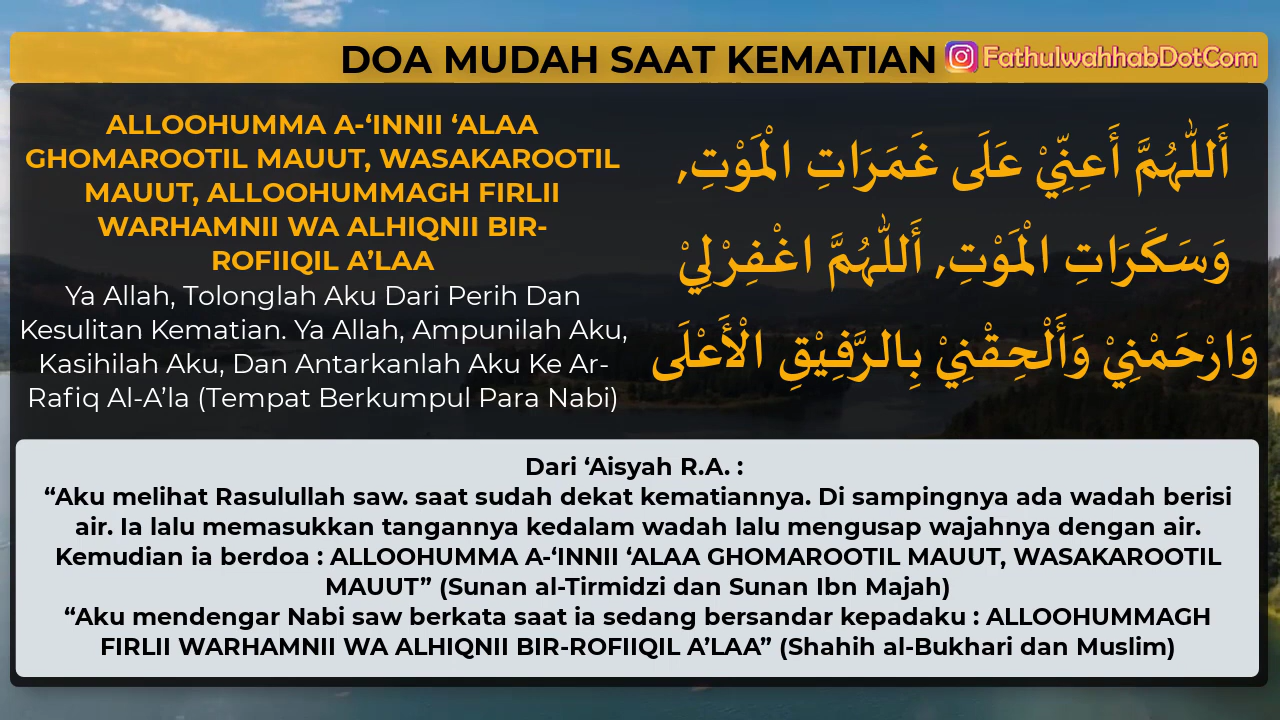 DOA MUDAH SAAT KEMATIAN
FathulwahhabDotCom
ALLOOHUMMA A-‘INNII ‘ALAA
GHOMAROOTIL MAUUT, WASAKAROOTIL
MAUUT, ALLOOHUMMAGH FIRLII
WARHAMNII WA ALHIQNII BIR-
ROFIIQIL A’LAA
Ya Allah, Tolonglah Aku Dari Perih Dan
Kesulitan Kematian. Ya Allah, Ampunilah Aku,
Kasihilah Aku, Dan Antarkanlah Aku Ke Ar-
Rafiq Al-A’la (Tempat Berkumpul Para Nabi)
أَللّٰهُمَّ أَعِنِّيْ عَلَى غَمَرَاتِ الْمَوْتِ,
وَسَكَرَاتِ الْمَوْتِ, أَللّٰهُمَّ اغْفِرْلِيْ
وَارْحَمْنِيْ وَأَلْحِقْنِيْ بِالرَّفِيْقِ الْأَعْلَى
Dari ‘Aisyah R.A. :
“Aku melihat Rasulullah saw. saat sudah dekat kematiannya. Di sampingnya ada wadah berisi
air. Ia lalu memasukkan tangannya kedalam wadah lalu mengusap wajahnya dengan air.
Kemudian ia berdoa : ALLOOHUMMA A-‘INNII ‘ALAA GHOMAROOTIL MAUUT, WASAKAROOTIL
MAUUT” (Sunan al-Tirmidzi dan Sunan Ibn Majah)
“Aku mendengar Nabi saw berkata saat ia sedang bersandar kepadaku : ALLOOHUMMAGH
FIRLII WARHAMNII WA ALHIQNII BIR-ROFIIQIL A’LAA” (Shahih al-Bukhari dan Muslim)